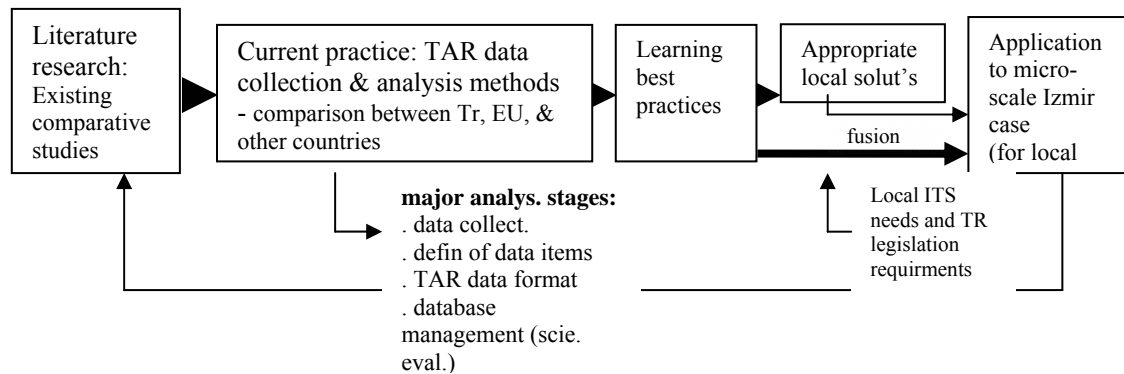 Literature
research:
Existing
comparative
studies
Current practice: TAR data
collection & analysis methods
- comparison between Tr, EU, &
other countries
Learning
best
practices
Appropriate
local solut's
Application
to micro-
scale Izmir
case
(for local
fusion
major analys. stages:
. data collect.
. defin of data items
. TAR data format
. database
management (scie.
eval.)
Local ITS
needs and TR
legislation
requirments